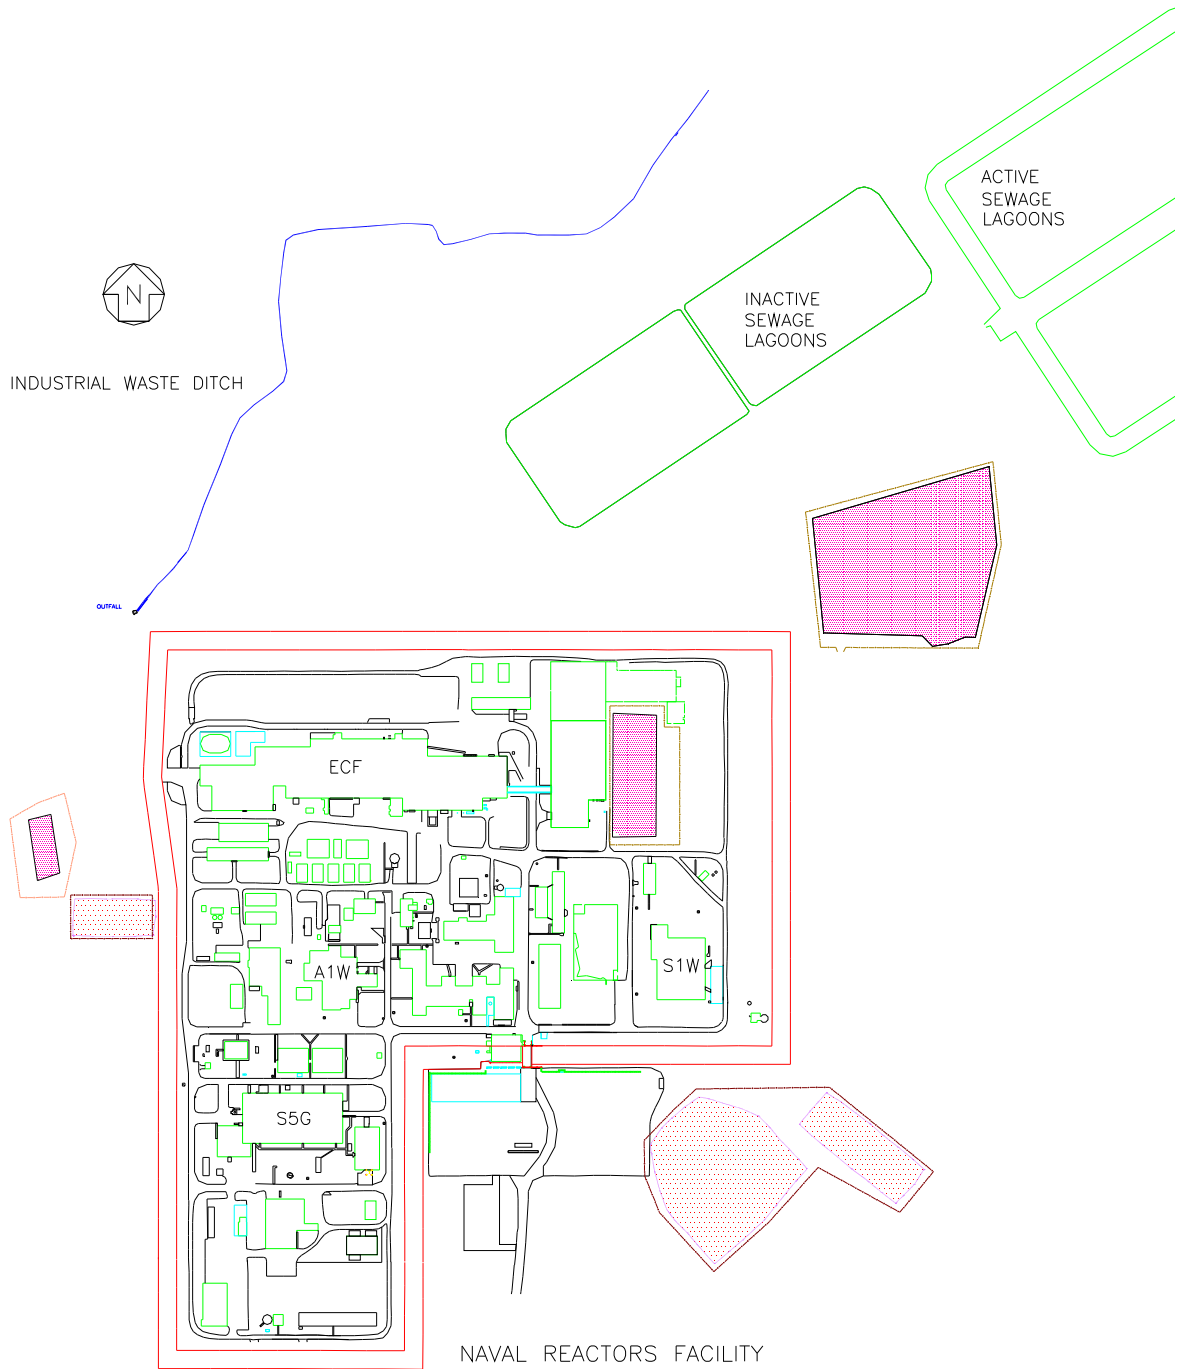 ACTIVE
SEWAGE
LAGOONS
N
INACTIVE
SEWAGE
LAGOONS
INDUSTRIAL WASTE DITCH
OUTFALL
ECF
A1W
S1W
S5G
NAVAL REACTORS FACILITY